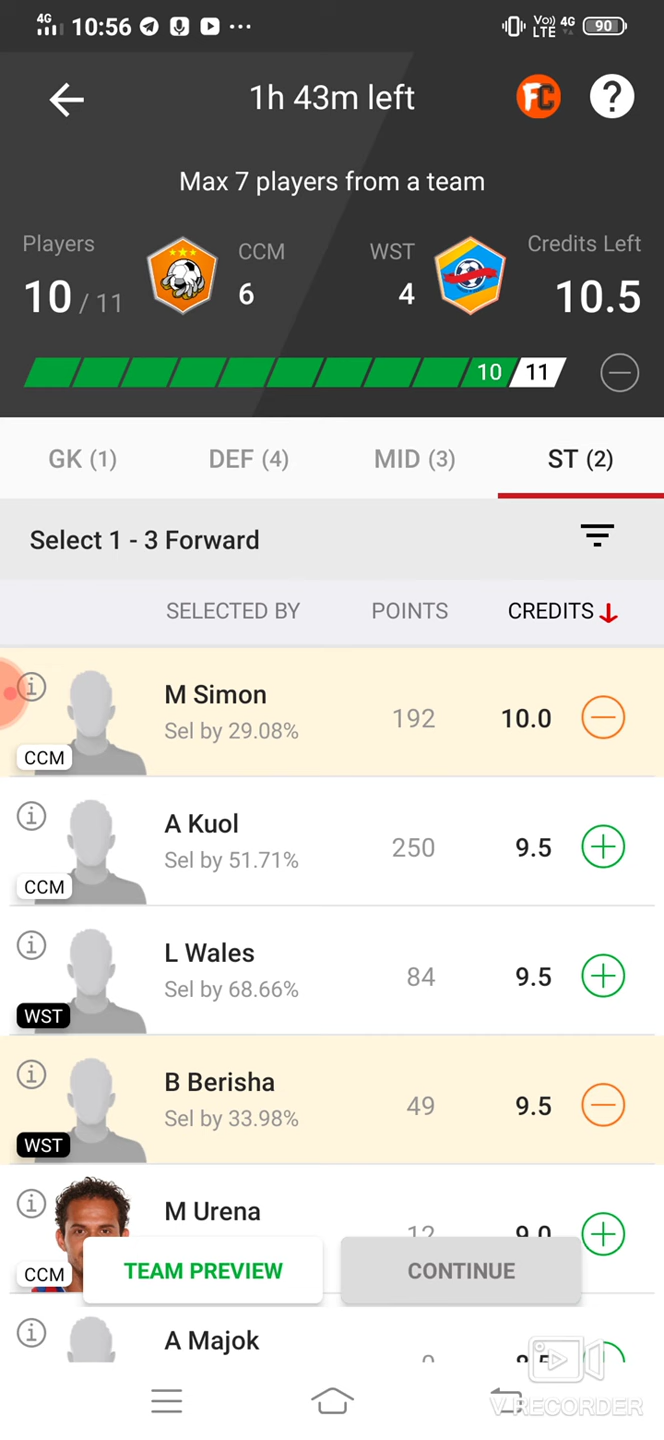 4G 10:56 Vo) LTE 4G 90
1h 43m left FC ?
Max 7 players from a team
Players CCM WST Credits Left
10 / 11 6 4 10.5
10 11
GK (1) DEF (4) MID (3) ST (2)
Select 1 - 3 Forward
SELECTED BY POINTS CREDITS
M Simon
Sel by 29.08% 192 10.0
CCM
A Kuol
Sel by 51.71% 250 9.5
CCM
L Wales
Sel by 68.66% 84 9.5
WST
B Berisha
Sel by 33.98% 49 9.5
WST
M Urena
12 9.0
CCM
TEAM PREVIEW CONTINUE
A Majok
V RECORDER